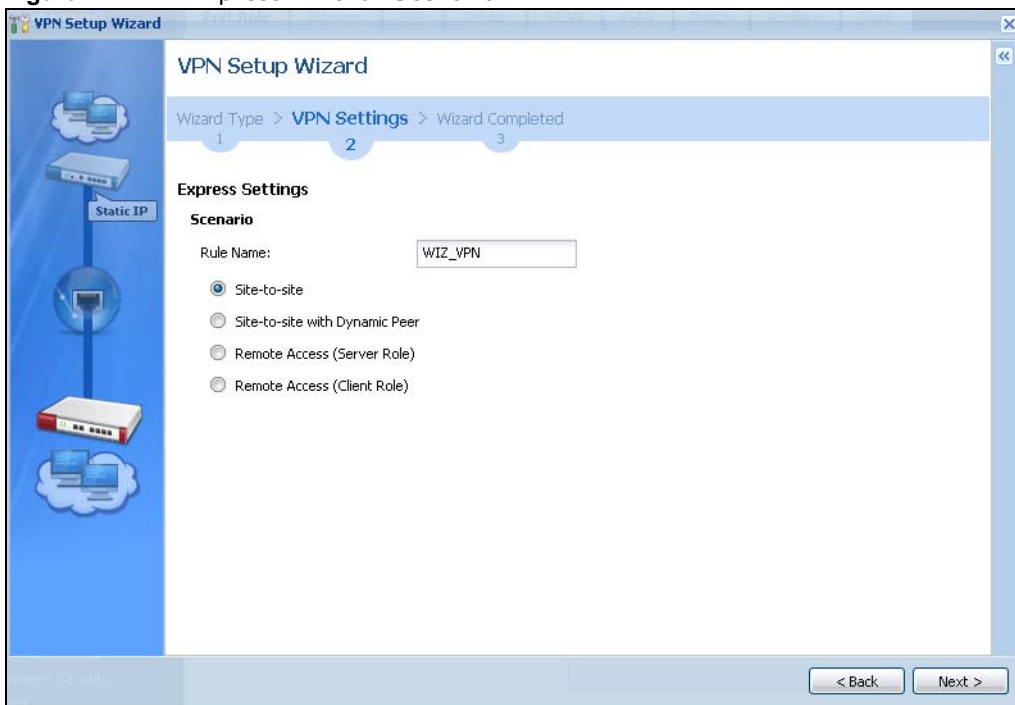 VPN Setup Wizard
VPN Setup Wizard
Wizard Type > VPN Settings > Wizard Completed
1 2 3
Static IP
Express Settings
Scenario
Rule Name: WIZ_VPN
Site-to-site
Site-to-site with Dynamic Peer
Remote Access (Server Role)
Remote Access (Client Role)
< Back Next >